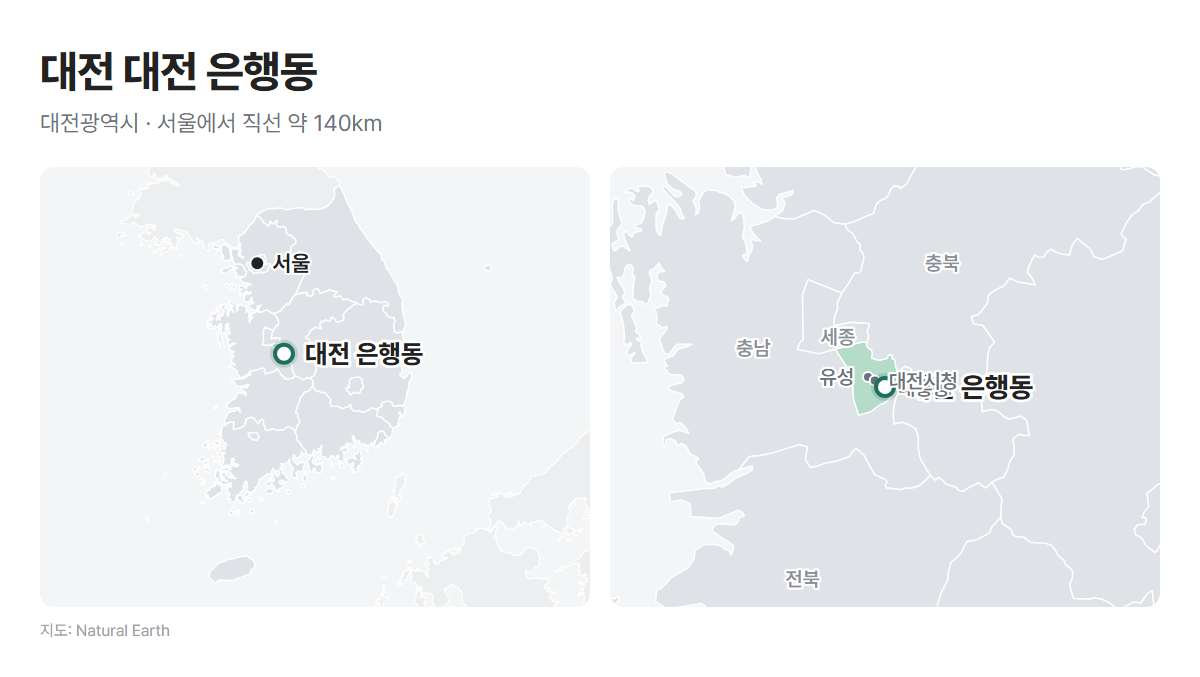 대전 대전 은행동
대전광역시 · 서울에서 직선 약 140km
서울
대전 은행동
충북
세종
충남
유성
대전시청
은행동
전북
지도: Natural Earth